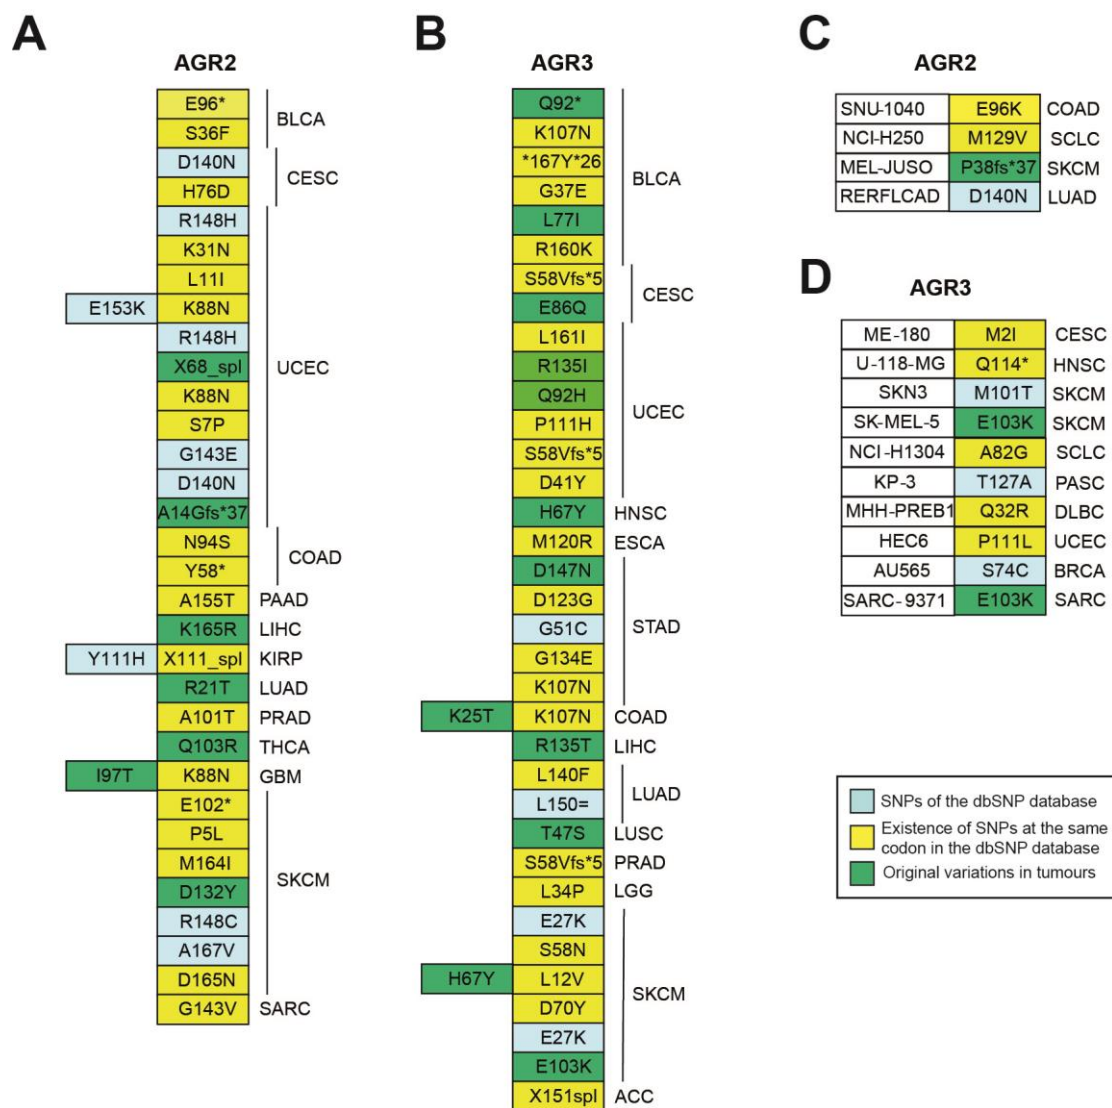 A
AGR2
E96*
S36F
BLCA
D140N
H76D
CESC
R148H
K31N
L11I
E153K K88N
R148H
X68_spl
UCEC
K88N
S7P
G143E
D140N
A14Gfs*37
N94S
Y58*
COAD
A155T PAAD
K165R LIHC
Y111H X111_spl KIRP
R21T LUAD
A101T PRAD
Q103R THCA
I97T K88N GBM
E102*
P5L
M164I
SKCM
D132Y
R148C
A167V
D165N
G143V SARC
B
AGR3
Q92*
K107N
*167Y*26
G37E
BLCA
L77I
R160K
S58Vfs*5
E86Q
CESC
L161I
R135I
Q92H
UCEC
P111H
S58Vfs*5
D41Y
H67Y HNSC
M120R ESCA
D147N
D123G
G51C
STAD
G134E
K107N
K25T K107N COAD
R135T LIHC
L140F
L150=
LUAD
T47S LUSC
S58Vfs*5 PRAD
L34P LGG
E27K
S58N
H67Y L12V
SKCM
D70Y
E27K
E103K
X151spl ACC
C
AGR2
SNU-1040 E96K COAD
NCI-H250 M129V SCLC
MEL-JUSO P38fs*37 SKCM
RERFLCAD D140N LUAD
D
AGR3
ME-180 M2I CESC
U-118-MG Q114* HNSC
SKN3 M101T SKCM
SK-MEL-5 E103K SKCM
NCI-H1304 A82G SCLC
KP-3 T127A PASC
MHH-PREB1 Q32R DLBC
HEC6 P111L UCEC
AU565 S74C BRCA
SARC-9371 E103K SARC
SNPs of the dbSNP database
Existence of SNPs at the same
codon in the dbSNP database
Original variations in tumours